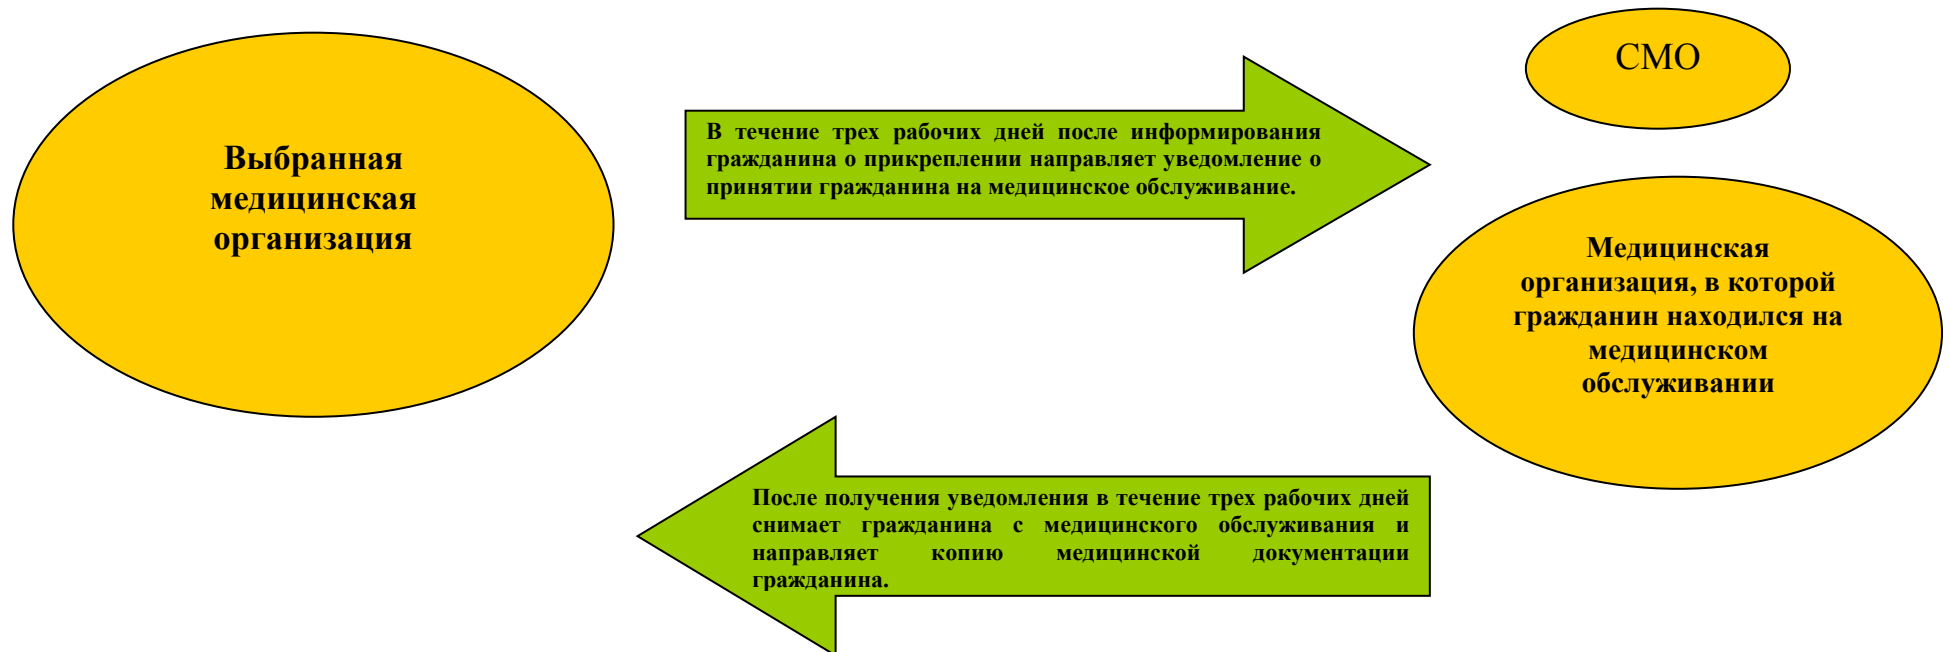 Выбранная
медицинская
организация
В течение трех рабочих дней после информирования
гражданина о прикреплении направляет уведомление о
принятии гражданина на медицинское обслуживание.
СМО
Медицинская
организация, в которой
гражданин находился на
медицинском
обслуживании
После получения уведомления в течение трех рабочих дней
снимает гражданина с медицинского обслуживания и
направляет копию медицинской документации
гражданина.